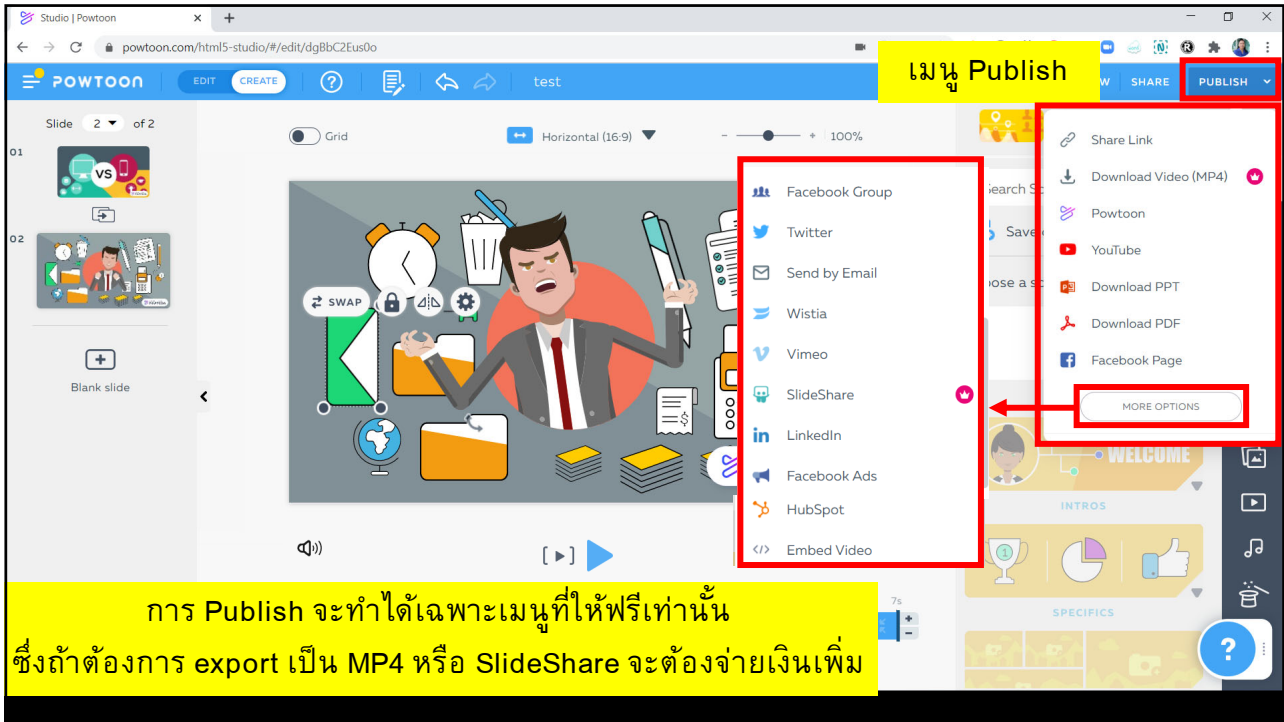 Studio | Powtoon
powtoon.com/html5-studio/#/edit/dgBbC2Eus0o
POWTOON
EDIT CREATE
test
เมนู Publish
W
SHARE
PUBLISH
Slide 2 of 2
Grid
Horizontal (16:9)
- + 100%
01
VS
02
Blank slide
SWAP
Share Link
Download Video (MP4)
Powtoon
YouTube
Download PPT
Download PDF
Facebook Page
MORE OPTIONS
Facebook Group
Twitter
Send by Email
Wistia
Vimeo
SlideShare
LinkedIn
Facebook Ads
HubSpot
Embed Video
WELCOME
INTROS
1
SPECIFICS
7s
การ Publish จะทำได้เฉพาะเมนูที่ให้ฟรีเท่านั้น
ซึ่งถ้าต้องการ export เป็น MP4 หรือ SlideShare จะต้องจ่ายเงินเพิ่ม